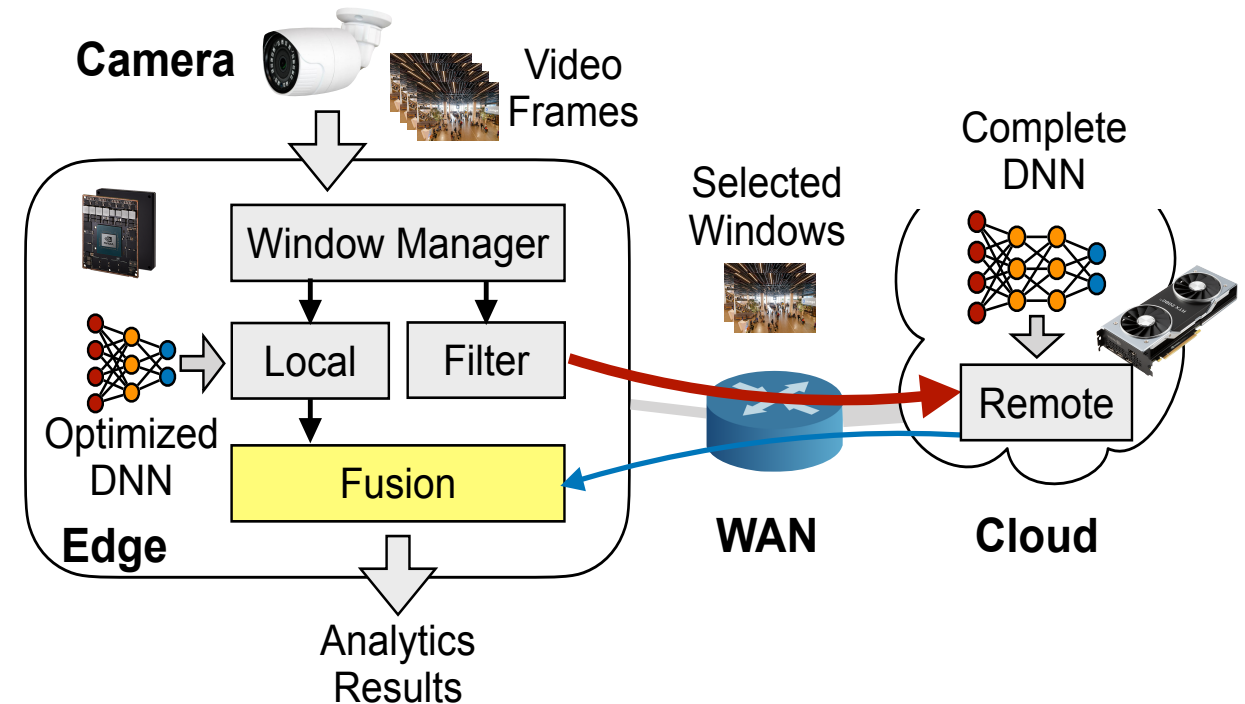 Camera
Video
Frames
Complete
DNN
Selected
Windows
Window Manager
Local
Filter
Remote
Optimized
DNN
Fusion
Edge
WAN
Cloud
Analytics
Results